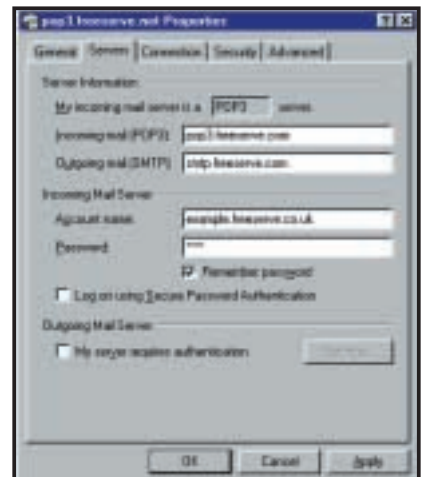 pop3.freeserve.net Properties
General Servers Connection Security Advanced
Server Information
My incoming mail server is a POP3 server.
Incoming mail (POP3): pop3.freeserve.com
Outgoing mail (SMTP): smtp.freeserve.com
Incoming Mail Server
Account name: example.freeserve.co.uk
Password: ****
Remember password
Log on using Secure Password Authentication
Outgoing Mail Server
My server requires authentication
OK Cancel Apply